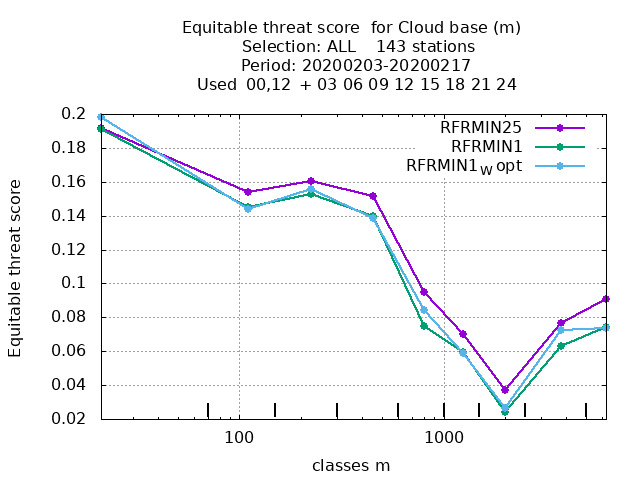 Equitable threat score  for Cloud base (m)
Selection: ALL    143 stations
Period: 20200203-20200217
Used  00,12  + 03 06 09 12 15 18 21 24
RFRMIN25
RFRMIN1
RFRMIN1w opt
Equitable threat score
0.2
0.18
0.16
0.14
0.12
0.1
0.08
0.06
0.04
0.02
100 1000
classes m